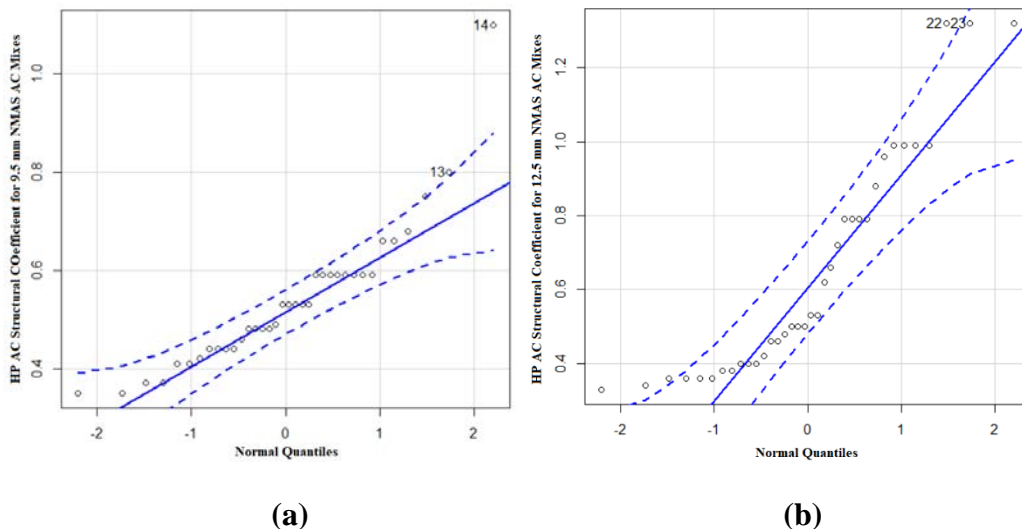 HP AC Structural COefficient for 9.5 mm NMAS AC Mixes
0.4 0.6 0.8 1.0
14
13
-2 -1 0 1 2
Normal Quantiles
(a)
HP AC Structural Coefficient for 12.5 mm NMAS AC Mixes
0.4 0.6 0.8 1.0 1.2
22 23
-2 -1 0 1 2
Normal Quantiles
(b)